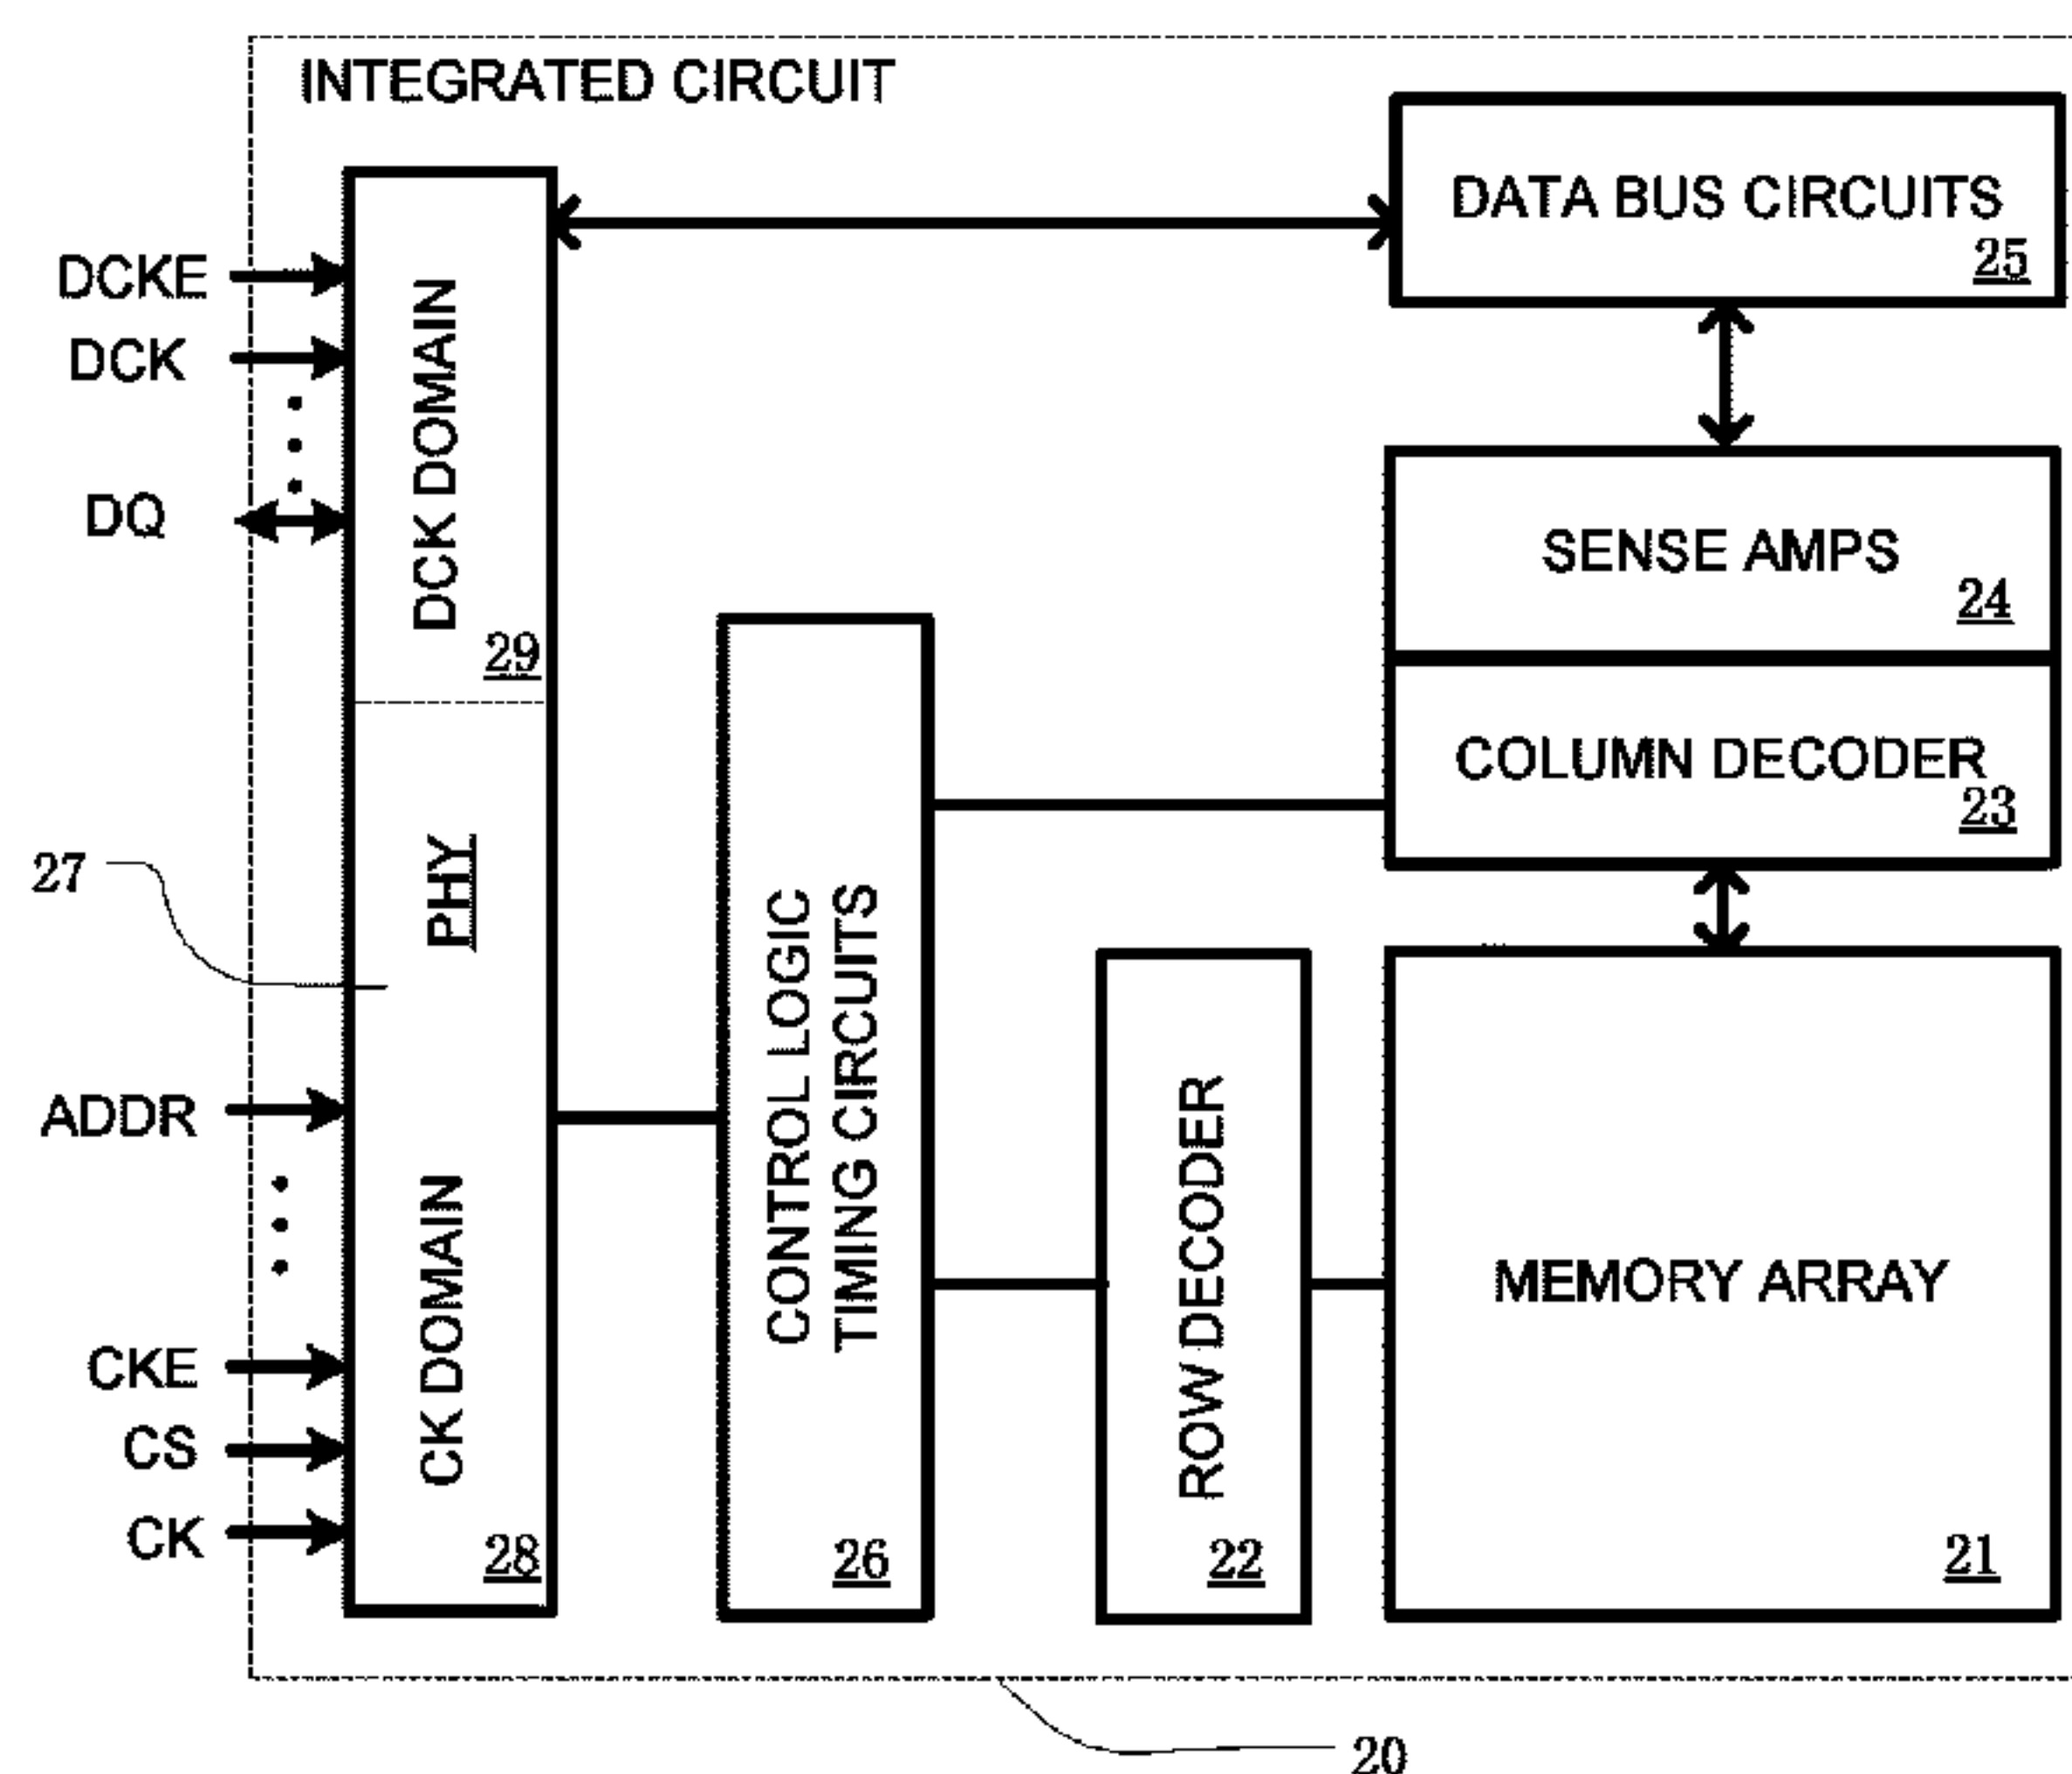 INTEGRATED CIRCUIT
DATA BUS CIRCUITS
25
DCKE
DCK
DQ
DCK DOMAIN
29
SENSE AMPS
24
COLUMN DECODER
23
27
PHY
ADDR
CKE
CS
CK
CK DOMAIN
28
CONTROL LOGIC
TIMING CIRCUITS
26
ROW DECODER
22
MEMORY ARRAY
21
20